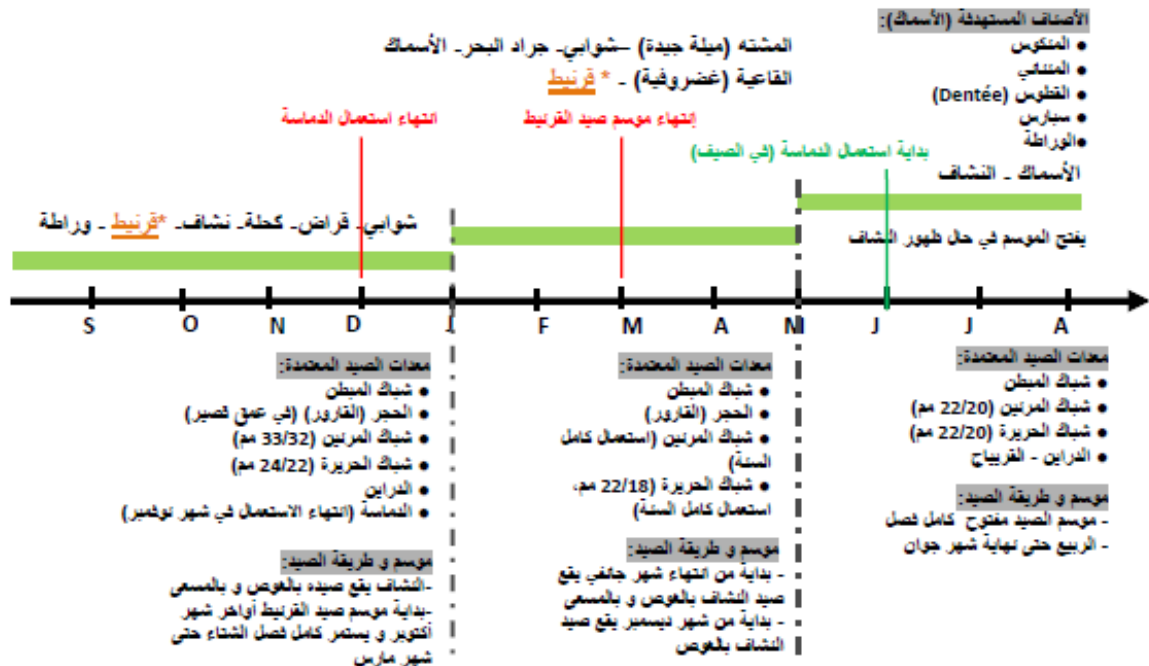 الأصناف المستهدفة (الأسماك):
• المنكوس
• المنناني
• القطوس (Dentée)
• سبارس
• الوراطة
المشته (ميلة جيدة) –شوابي- جراد البحر- الأسماك
القاعية (غضروفية) - * قرنيط
انتهاء استعمال الدماسة
إنتهاء موسم صيد القرنيط
بداية استعمال الدماسة (في الصيف)
الأسماك - النشاف
شوابي- قراض- كحلة- نشاف- *قرنيط - وراطة
يفتح الموسم في حال ظهور النشاف
S O N D J F M A M J J A
معدات الصيد المعتمدة:
• شباك المبطن
• الحجر (القارور) (في عمق قصير)
• شباك المرنين (33/32 مم)
• شباك الحريرة (24/22 مم)
• الدراين
• الدماسة (انتهاء الاستعمال في شهر نوفمبر)
موسم و طريقة الصيد:
-النشاف يقع صيده بالغوص و بالمسعى
-بداية موسم صيد القرنيط أواخر شهر
أكتوبر و يستمر كامل فصل الشتاء حتى
شهر مارس
معدات الصيد المعتمدة:
• شباك المبطن
• الحجر (القارور)
• شباك المرنين (استعمال كامل
السنة)
• شباك الحريرة (22/18 مم،
استعمال كامل السنة)
موسم و طريقة الصيد:
- بداية من انتهاء شهر جانفي يقع
صيد النشاف بالغوص و بالمسعى
- بداية من شهر ديسمبر يقع صيد
النشاف بالغوص
معدات الصيد المعتمدة:
• شباك المبطن
• شباك المرنين (22/20 مم)
• شباك الحريرة (22/20 مم)
• الدراين - القريباج
موسم و طريقة الصيد:
- موسم الصيد مفتوح كامل فصل
- الربيع حتى نهاية شهر جوان